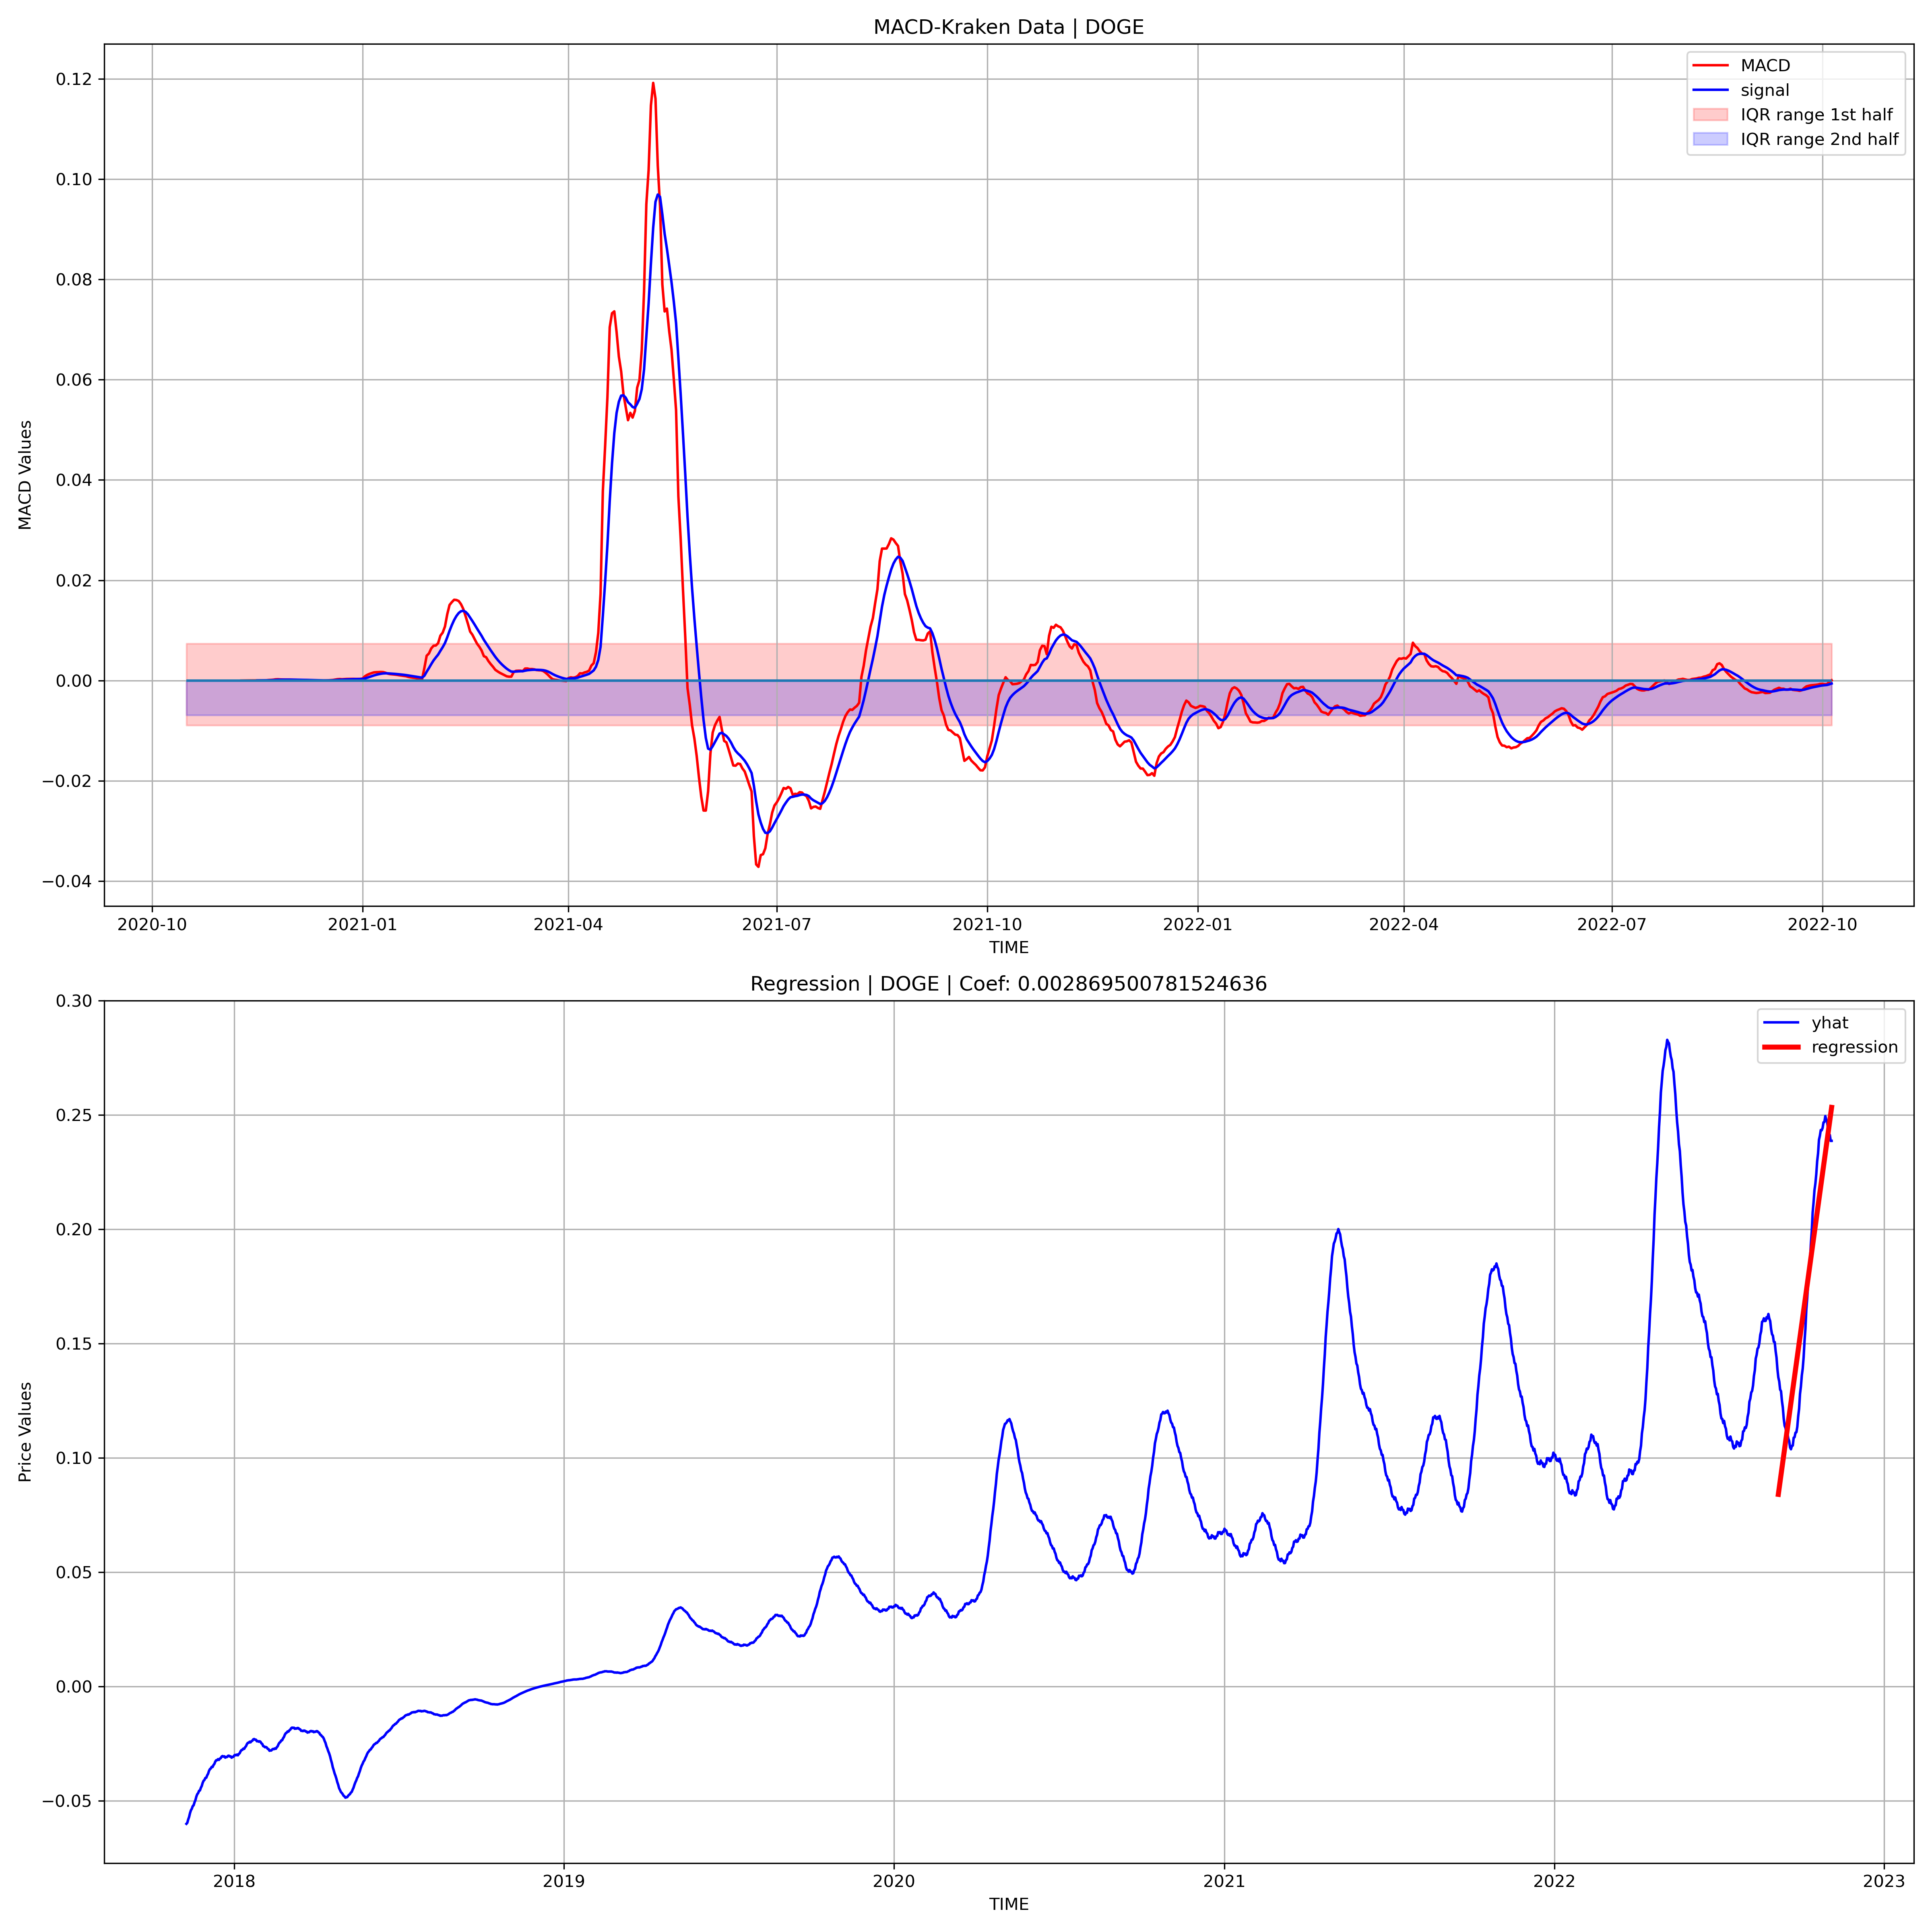 MACD-Kraken Data | DOGE
MACD Values
0.12
0.10
0.08
0.06
0.04
0.02
0.00
−0.02
−0.04
MACD
signal
IQR range 1st half
IQR range 2nd half
2020-10
2021-01
2021-04
2021-07
2021-10
2022-01
2022-04
2022-07
2022-10
TIME
Regression | DOGE | Coef: 0.002869500781524636
Price Values
0.30
0.25
0.20
0.15
0.10
0.05
0.00
−0.05
yhat
regression
2018
2019
2020
2021
2022
2023
TIME